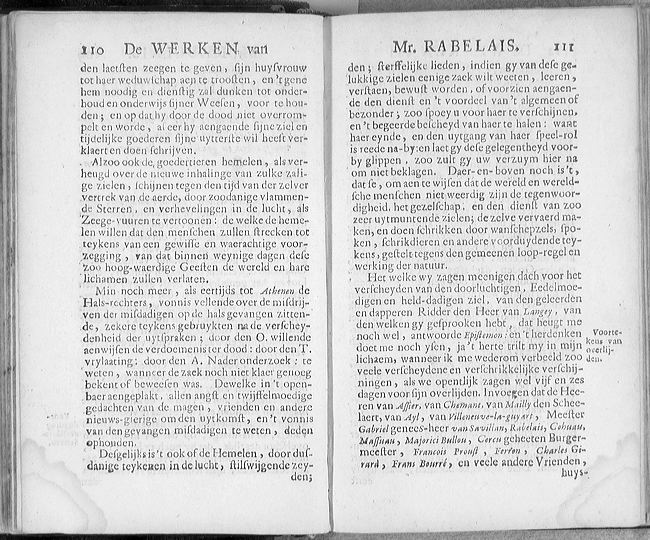 110 De WERKEN van
den laetsten zeegen te geven, sijn huysvrouw
tot haer weduwschap aen te troosten, en 't gene
hem noodig en dienstig zal dunken tot onder-
houd en onderwijs sijner Weesen, voor te hou-
den; en op dat hy door de dood niet overrom-
pelt en worde, al eer hy aengaende sijne ziel en
tijdelijke goederen sijne uytterste wil heeft ver-
klaert en doen schrijven.
Alzoo ook de, goedertieren hemelen, als ver-
heugd over de nieuwe inhalinge van zulke zali-
ge zielen, schijnen tegen den tijd van der zelver
vertrek van de aerde, door zoodanige vlammen-
de Sterren, en verhevelingen in de lucht, als
Zeege-vuuren te vertoonen: de welke de heme-
len willen dat den menschen zullen strecken tot
teykens van een gewisse en waerachtige voor-
zegging, van dat binnen weynige dagen dese
zoo hoog-waerdige Geesten de wereld en hare
lichamen zullen verlaten.
Min noch meer, als eertijds tot Athenen de
Hals-rechters, vonnis vellende over de misdrij-
ven der misdadigen op de hals gevangen zitten-
de, zekere teykens gebruykten na de verschey-
denheid der uytspraken; door den O. willende
aenwijsen de verdoemenis ter dood: door den T.
vrylaating: door den A. Nader onderzoek: te
weten, wanneer de zaek noch niet klaer genoeg
bekent of beweesen was. Dewelke in 't open-
baer aengeplakt, allen angst en twijffelmoedige
gedachten van de magen, vrienden en andere
nieuws-gierige om den uytkomst, en 't vonnis
van den gevangen misdadigen te weten, deden
ophouden.
Desgelijks is 't ook of de Hemelen, door dus-
danige teykenen in de lucht, stilswijgende zey-
den;
Mr. RABELAIS. 111
den; sterffelijke lieden, indien gy van dese ge-
lukkige zielen eenige zaek wilt weeten, leeren,
verstaen, bewust worden, of voorzien aengaen-
de den dienst en 't voordeel van 't algemeen of
bezonder; zoo spoey u voor haer te verschijnen,
en 't begeerde bescheyd van haer te halen: want
haer eynde, en den uytgang van haer speel-rol
is reede na-by: en laet gy dese gelegentheyd voor-
by glippen, zoo zult gy uw verzuym hier na
om niet beklagen. Daer-en-boven noch is't,
dat se, om aen te wijsen dat de wereld en wereld-
sche menschen niet weerdig zijn de tegenwoor-
digheid, het gezelschap, en den dienst van zoo
zeer uytmuntende zielen; de zelve vervaerd ma-
ken, en doen schrikken door wanschepzels, spo-
ken, schrikdieren en andere voorduydende tey-
kens, gestelt tegens den gemeenen loop-regel en
werking der natuur.
Het welke wy zagen meenigen dach voor het
verscheyden van den doorluchtigen, Eedelmoe-
digen en held-dadigen ziel, van den geleerden
en dapperen Ridder den Heer van Langey, van
den welken gy gesprooken hebt, dat heugt me
noch wel, antwoorde Epistemon: en 't herdenken
doet me noch ysen, ja't herte trilt my in mijn
lichaem, wanneer ik me wederom verbeeld zoo
veele verscheydene en verschrikkelijke verschij-
ningen, als we opentlijk zagen wel vijf en zes
dagen voor sijn overlijden. Invoegen dat de Hee-
ren van Assier, van Chemant, van Mailly den Schee-
laert, van Ayl, van Villeneuve-la-guyart, Meester
Gabriel genees-heer van Savillan, Rabelais, Cohuau,
Massuau, Majorici Bullou, Cercu geheeten Burger-
meester, Francois Proust, Ferron, Charles Gi-
rard, Frans Bourré, en veele andere Vrienden,
huys-
Voorte-
kens van
overlij-
den.